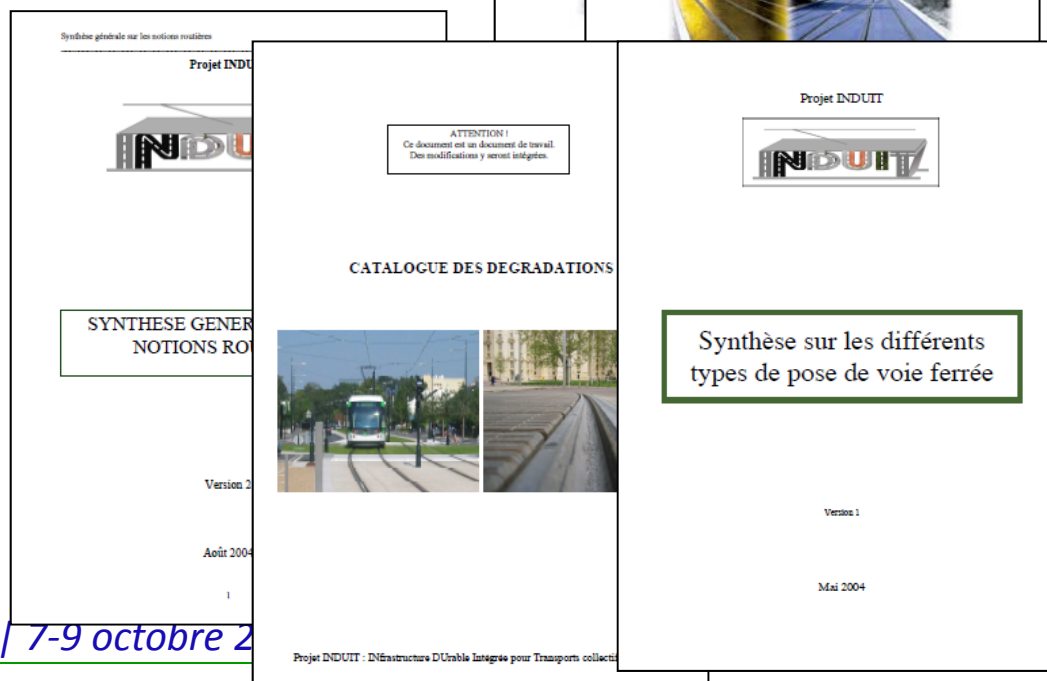 Synthèse générale sur les notions routières
Projet INDU
INDU
SYNTHESE GENER
NOTIONS ROU
Version 2
Août 2004
1
| 7-9 octobre 2
ATTENTION !
Ce document est un document de travail.
Des modifications y seront intégrées.
CATALOGUE DES DEGRADATIONS
Projet INDUIT : INfrastructure DUrable Intégrée pour Transports collectif
Projet INDUIT
INDUIT
Synthèse sur les différents
types de pose de voie ferrée
Version 1
Mai 2004